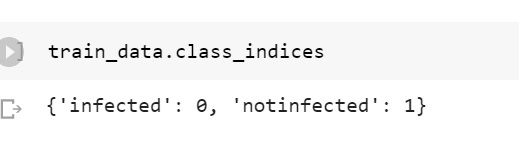 train_data.class_indices
{'infected': 0, 'notinfected': 1}